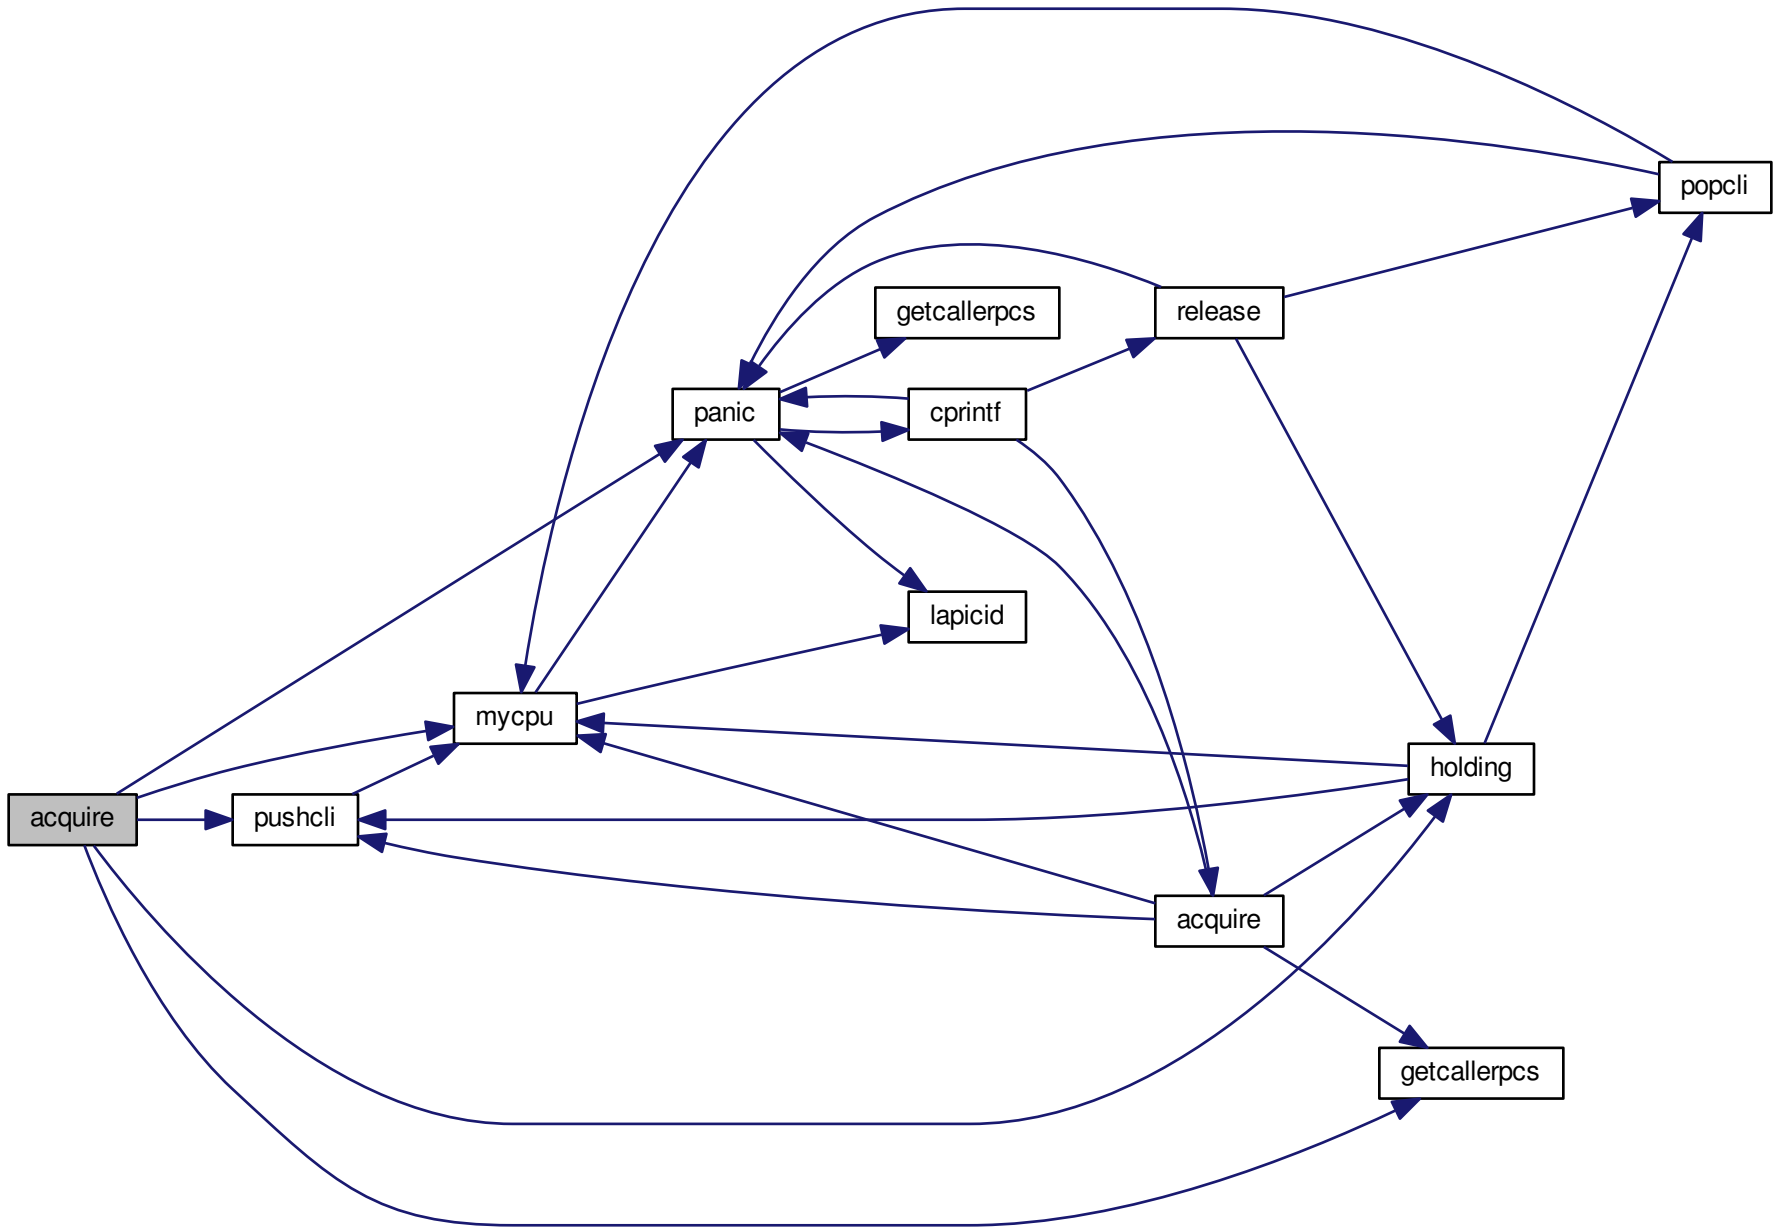 popcli
getcallerpcs
release
panic
cprintf
lapicid
mycpu
holding
acquire
pushcli
acquire
getcallerpcs